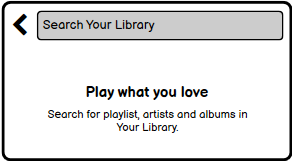 Search Your Library
Play what you love
Search for playlist, artists and albums in
Your Library.